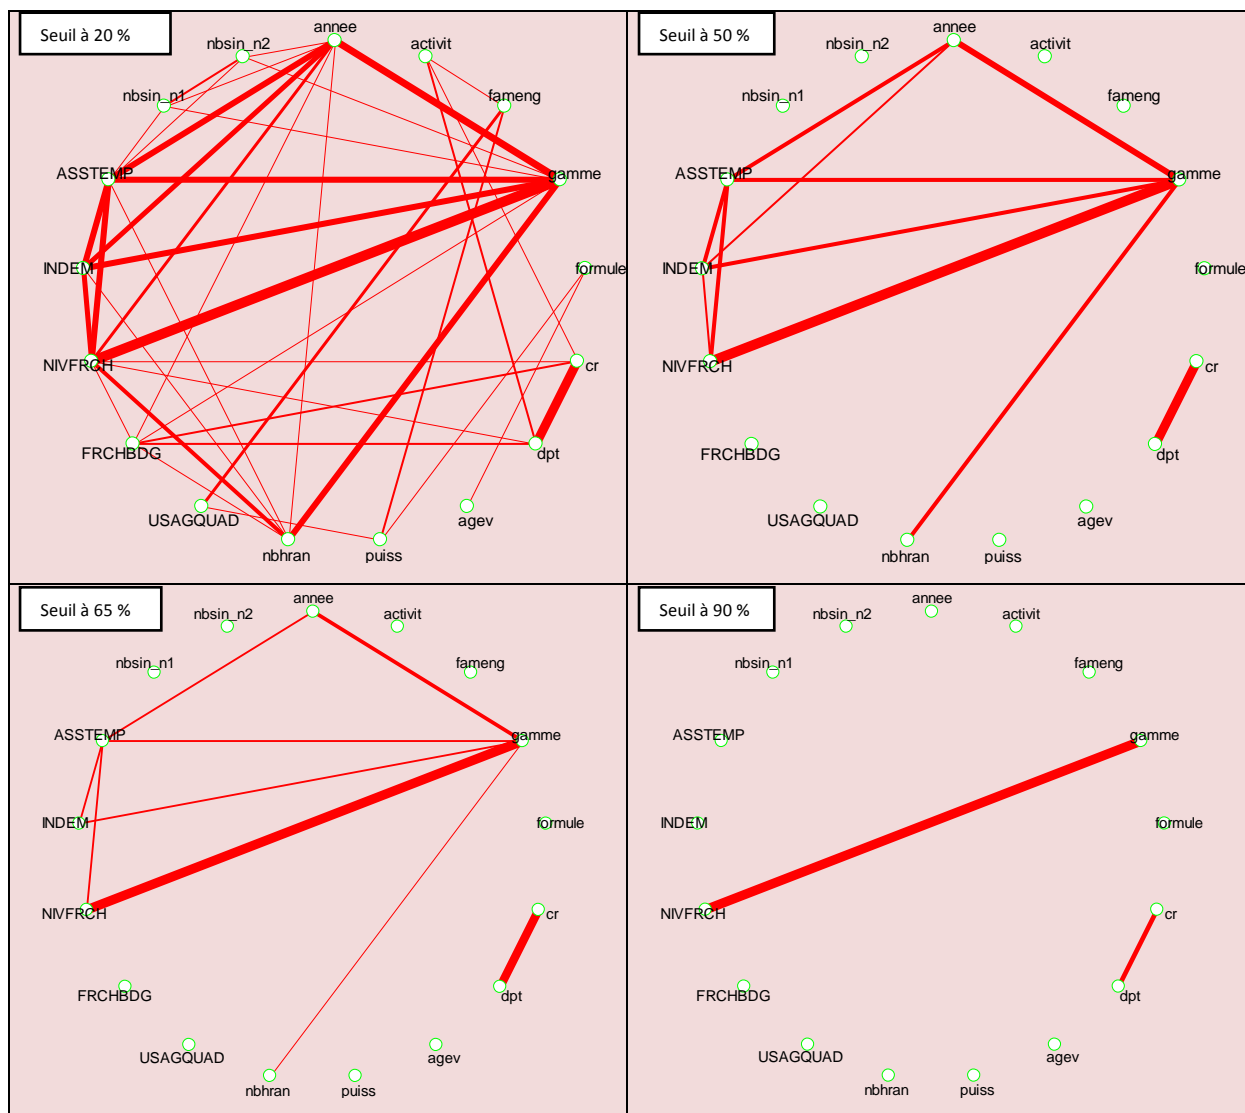 Seuil à 20 %
annee
nbsin_n2
activit
nbsin_n1
fameng
ASSTEMP
gamme
INDEM
formule
NIVFRCH
cr
FRCHBDG
dpt
USAGQUAD
agev
nbhran
puiss
Seuil à 50 %
annee
nbsin_n2
activit
nbsin_n1
fameng
ASSTEMP
gamme
INDEM
formule
NIVFRCH
cr
FRCHBDG
dpt
USAGQUAD
agev
nbhran
puiss
Seuil à 65 %
annee
nbsin_n2
activit
nbsin_n1
fameng
ASSTEMP
gamme
INDEM
formule
NIVFRCH
cr
FRCHBDG
dpt
USAGQUAD
agev
nbhran
puiss
Seuil à 90 %
annee
nbsin_n2
activit
nbsin_n1
fameng
ASSTEMP
gamme
INDEM
formule
NIVFRCH
cr
FRCHBDG
dpt
USAGQUAD
agev
nbhran
puiss